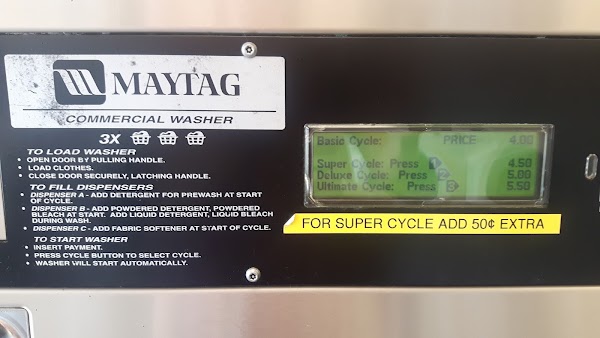 MAYTAG
COMMERCIAL WASHER
3X
TO LOAD WASHER
• OPEN DOOR BY PULLING HANDLE.
• LOAD CLOTHES.
• CLOSE DOOR SECURELY, LATCHING HANDLE.
TO FILL DISPENSERS
• DISPENSER A - ADD DETERGENT FOR PREWASH AT START
OF CYCLE.
• DISPENSER B - ADD POWDERED DETERGENT, POWDERED
BLEACH AT START. ADD LIQUID DETERGENT, LIQUID BLEACH
DURING WASH.
• DISPENSER C - ADD FABRIC SOFTENER AT START OF CYCLE.
TO START WASHER
• INSERT PAYMENT.
• PRESS CYCLE BUTTON TO SELECT CYCLE.
• WASHER WILL START AUTOMATICALLY.
Basic Cycle: PRICE 4.00
Super Cycle: Press 1 4.50
Deluxe Cycle: Press 2 5.00
Ultimate Cycle: Press 3 5.50
FOR SUPER CYCLE ADD 50¢ EXTRA